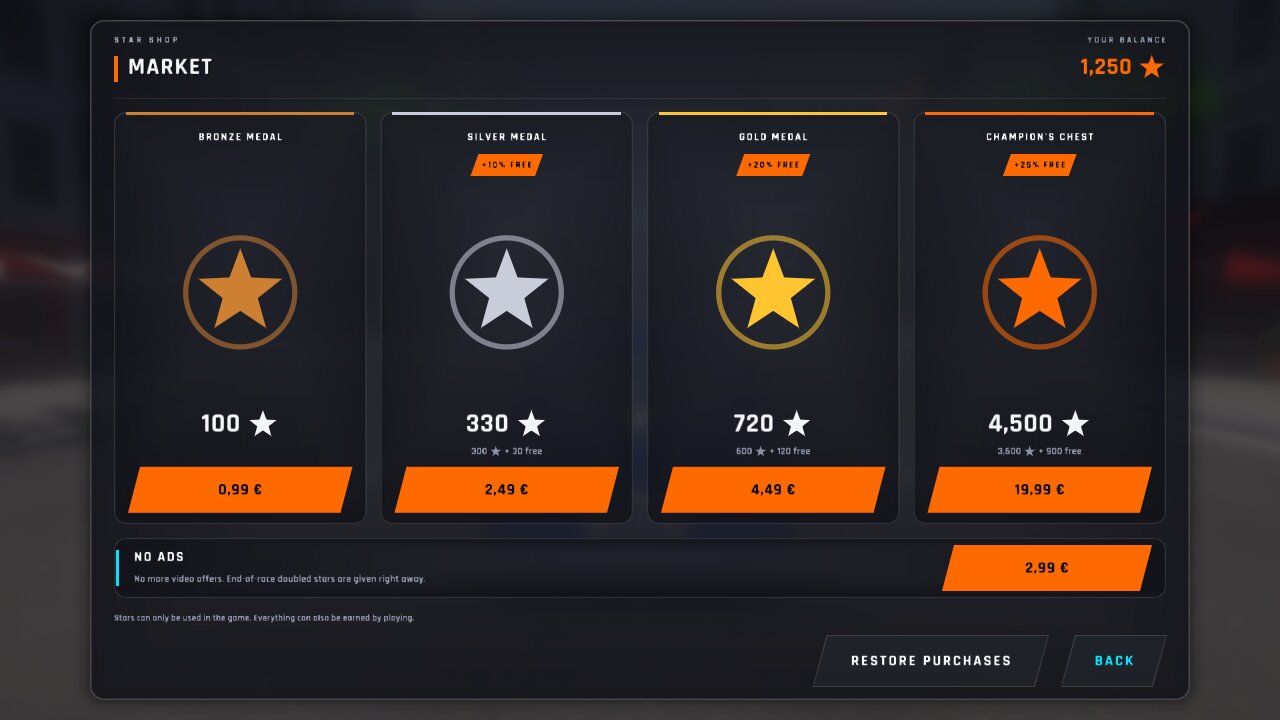 STAR SHOP
YOUR BALANCE
MARKET
1,250
BRONZE MEDAL
SILVER MEDAL
GOLD MEDAL
CHAMPION'S CHEST
+10% FREE
+20% FREE
+25% FREE
100
330
720
4,500
300 ★ + 30 free
600 ★ + 120 free
3,600 ★ + 900 free
0,99 €
2,49 €
4,49 €
19,99 €
NO ADS
No more video offers. End-of-race doubled stars are given right away.
2,99 €
Stars can only be used in the game. Everything can also be earned by playing.
RESTORE PURCHASES
BACK